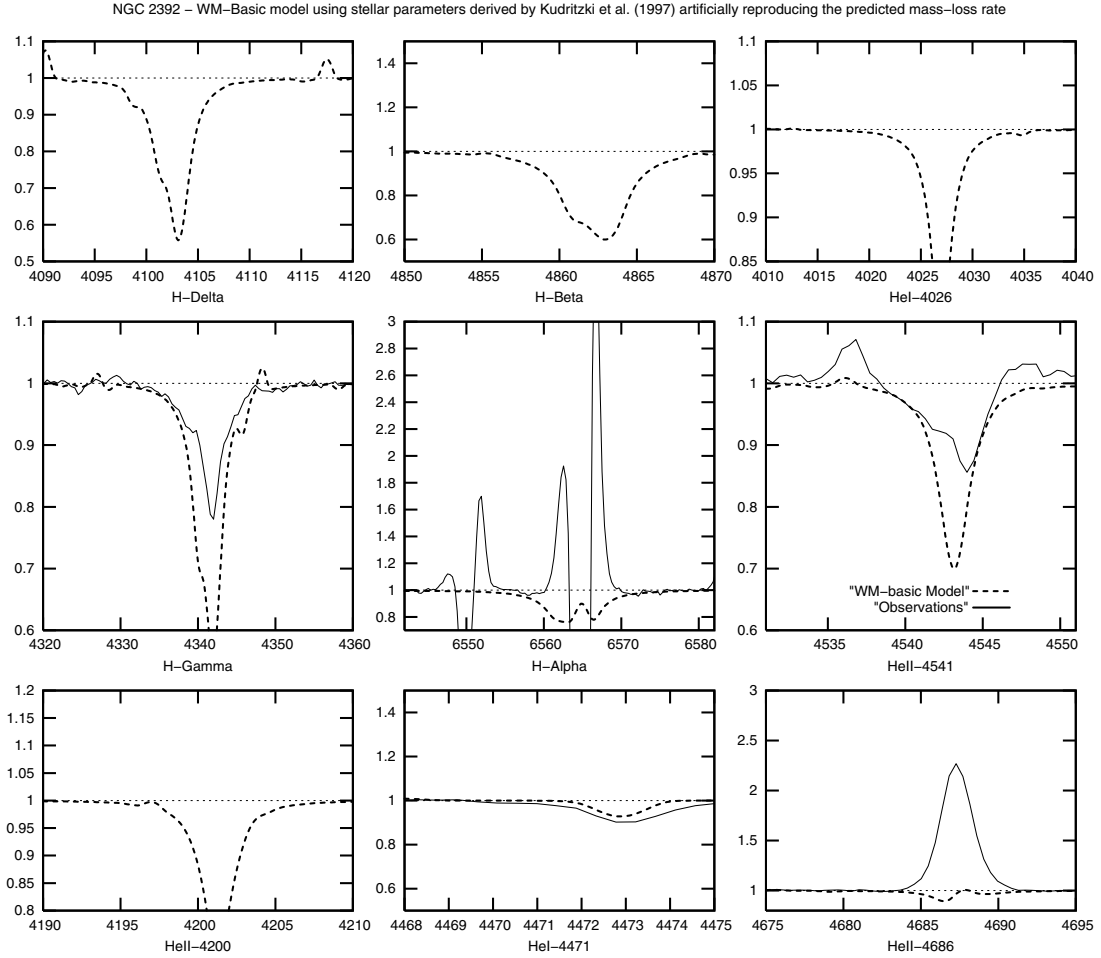 NGC 2392 − WM−Basic model using stellar parameters derived by Kudritzki et al. (1997) artificially reproducing the predicted mass−loss rate
1.1
1
0.9
0.8
0.7
0.6
0.5
4090 4095 4100 4105 4110 4115 4120
H−Delta
1.4
1.2
1
0.8
0.6
4850 4855 4860 4865 4870
H−Beta
1.1
1.05
1
0.95
0.9
0.85
4010 4015 4020 4025 4030 4035 4040
HeI−4026
1.1
1
0.9
0.8
0.7
0.6
4320 4330 4340 4350 4360
H−Gamma
3
2.8
2.6
2.4
2.2
2
1.8
1.6
1.4
1.2
1
0.8
6550 6560 6570 6580
H−Alpha
1.1
1
0.9
0.8
0.7
0.6
"WM−basic Model"
"Observations"
4535 4540 4545 4550
HeII−4541
1.2
1.15
1.1
1.05
1
0.95
0.9
0.85
0.8
4190 4195 4200 4205 4210
HeII−4200
1.4
1.2
1
0.8
0.6
4468 4469 4470 4471 4472 4473 4474 4475
HeI−4471
3
2.5
2
1.5
1
4675 4680 4685 4690 4695
HeII−4686